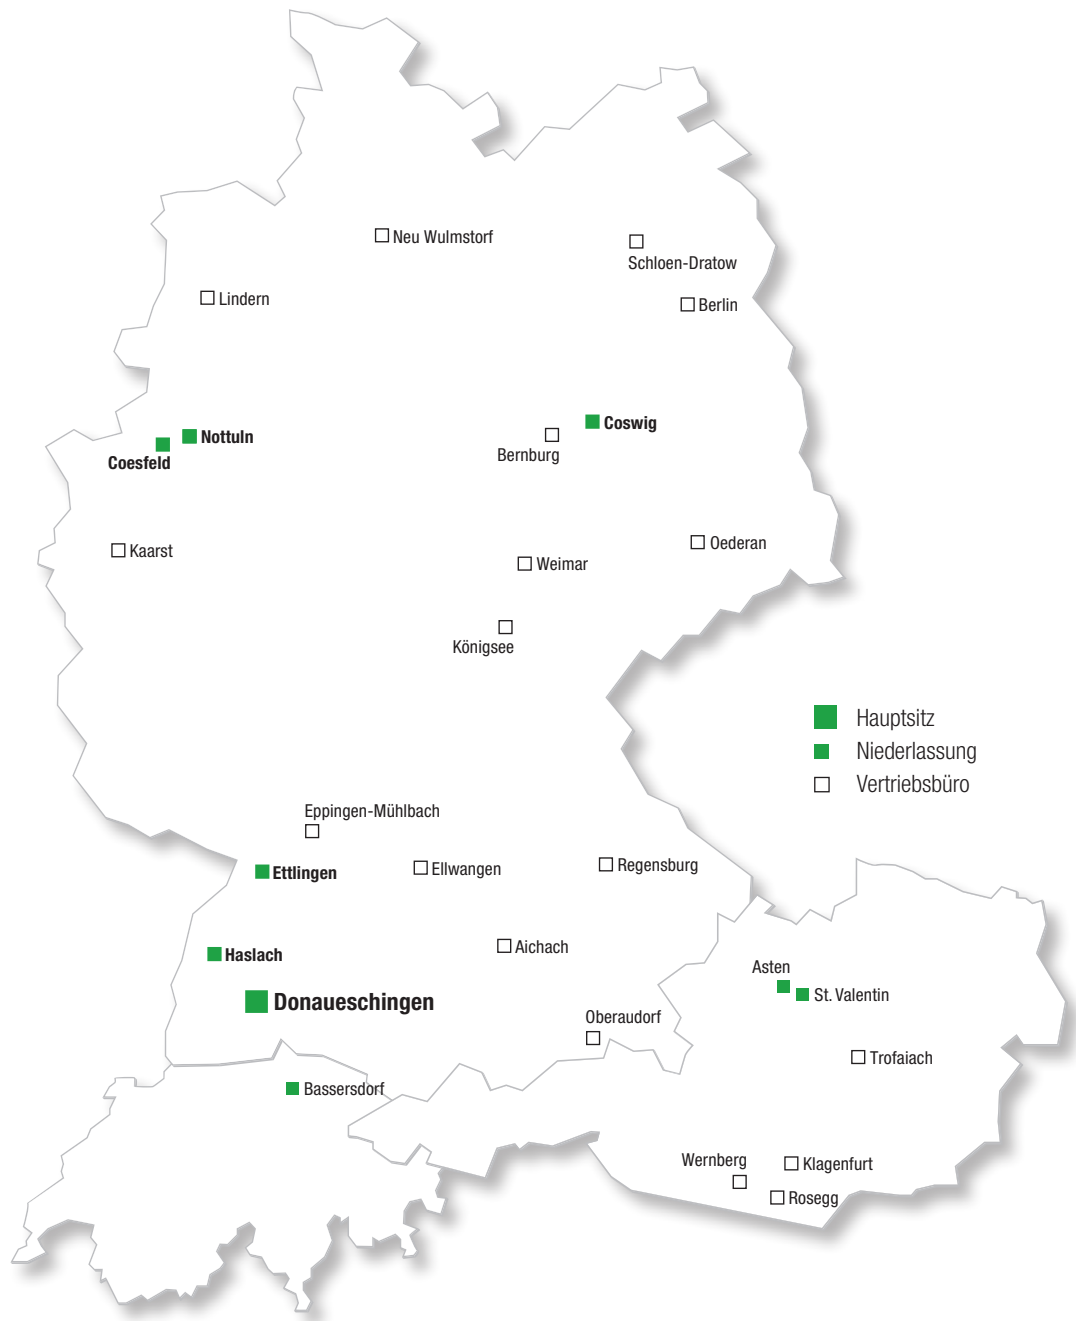 Neu Wulmstorf
Schloen-Dratow
Lindern
Berlin
Coswig
Nottuln
Bernburg
Coesfeld
Oederan
Kaarst
Weimar
Königsee
Hauptsitz
Niederlassung
Vertriebsbüro
Eppingen-Mühlbach
Ettlingen
Ellwangen
Regensburg
Haslach
Aichach
Asten
St. Valentin
Donaueschingen
Oberaudorf
Trofaiach
Bassersdorf
Wernberg
Klagenfurt
Rosegg